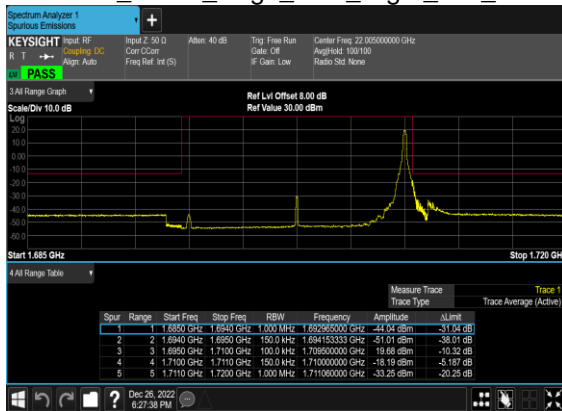 Spectrum Analyzer 1
Spurious Emissions
+
KEYSIGHT Input: RF Input Z: 50 Ω Atten: 40 dB Trig: Free Run Center Freq: 22.005000000 GHz
R T Coupling: DC Corr CCorr Gate: Off Avg|Hold: 100/100
Align: Auto Freq Ref: Int (S) IF Gain: Low Radio Std: None
PASS
3 All Range Graph
Ref Lvl Offset 8.00 dB
Scale/Div 10.0 dB Ref Value 30.00 dBm
Log
20.0
10.0
0.00
-10.0
-20.0
-30.0
-40.0
-50.0
-60.0
Start 1.685 GHz Stop 1.720 GH
4 All Range Table
Measure Trace Trace 1
Trace Type Trace Average (Active)
Spur Range Start Freq Stop Freq RBW Frequency Amplitude ΔLimit
1 1 1.6850 GHz 1.6940 GHz 1.000 MHz 1.692965000 GHz -44.04 dBm -31.04 dB
2 2 1.6940 GHz 1.6950 GHz 150.0 kHz 1.694153333 GHz -51.01 dBm -38.01 dB
3 3 1.6950 GHz 1.7100 GHz 100.0 kHz 1.709500000 GHz 19.68 dBm -10.32 dB
4 4 1.7100 GHz 1.7110 GHz 150.0 kHz 1.710000000 GHz -18.19 dBm -5.187 dB
5 5 1.7110 GHz 1.7200 GHz 1.000 MHz 1.711060000 GHz -33.25 dBm -20.25 dB
? Dec 26, 2022
6:27:38 PM